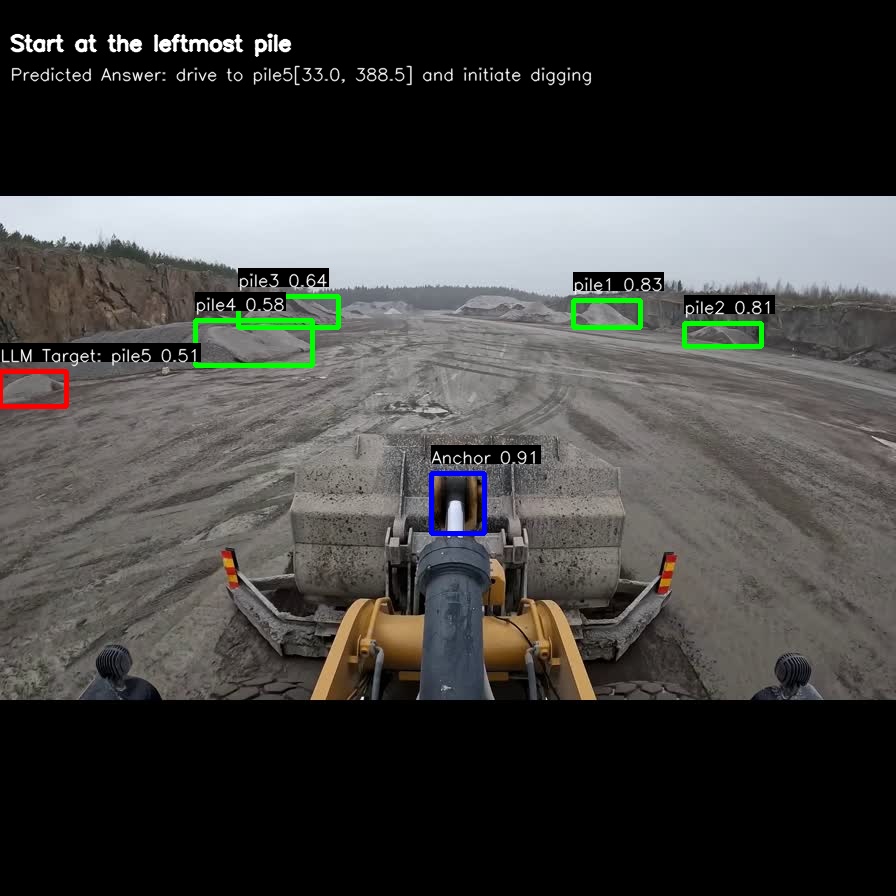 Start at the leftmost pile
Predicted Answer: drive to pile5[33.0, 388.5] and initiate digging
pile3 0.64
pile1 0.83
pile4 0.58
pile2 0.81
LLM Target: pile5 0.51
Anchor 0.91